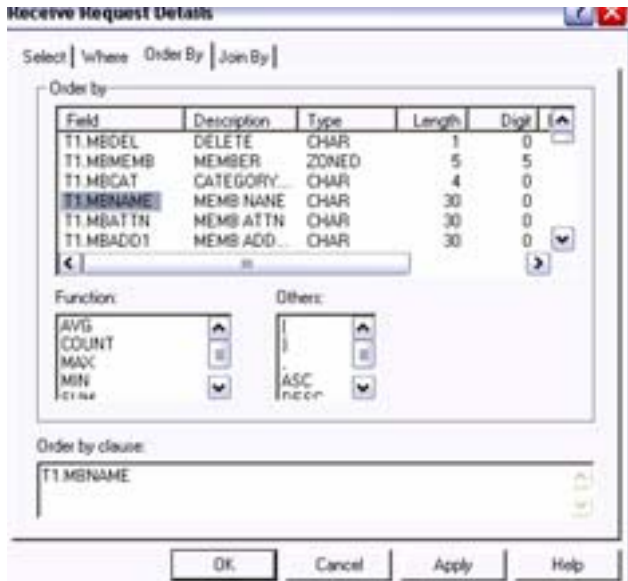 Receive Request Details
Select Where Order By Join By
Order by
Field Description Type Length Digit
T1.MBDEL DELETE CHAR 1 0
T1.MBMEMB MEMBER ZONED 5 5
T1.MBCAT CATEGORY... CHAR 4 0
T1.MBNAME MEMB NANE CHAR 30 0
T1.MBATTN MEMB ATTN CHAR 30 0
T1.MBADD1 MEMB ADD... CHAR 30 0
Function: Others:
AVG (
COUNT )
MAX ,
MIN ASC
SUM DESC
Order by clause:
T1.MBNAME
OK Cancel Apply Help